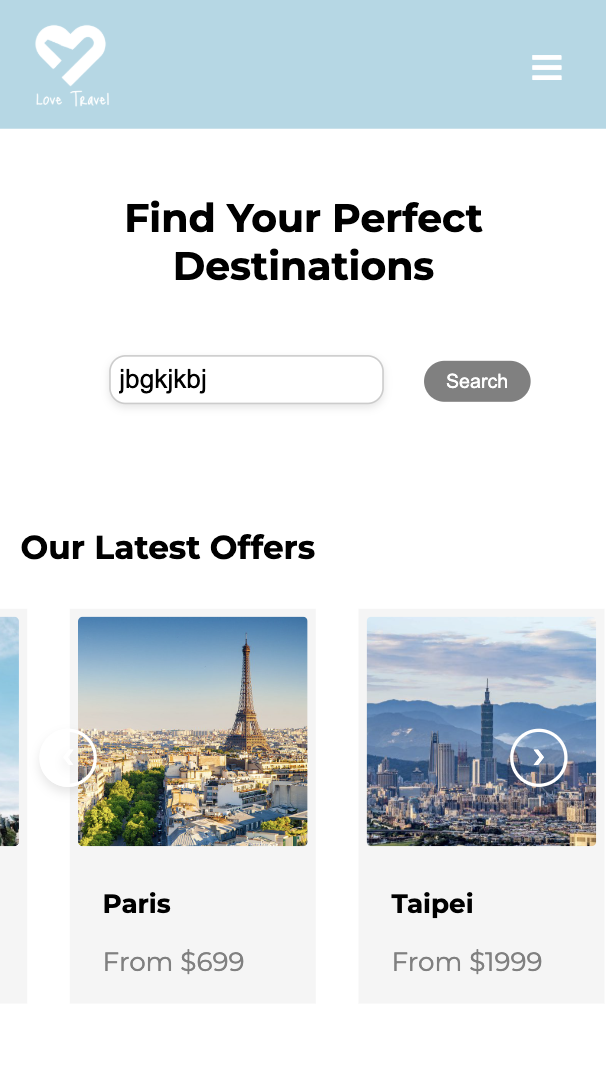 Love Travel
Find Your Perfect
Destinations
jbgkjkbj
Search
Our Latest Offers
Paris
Taipei
From $699
From $1999